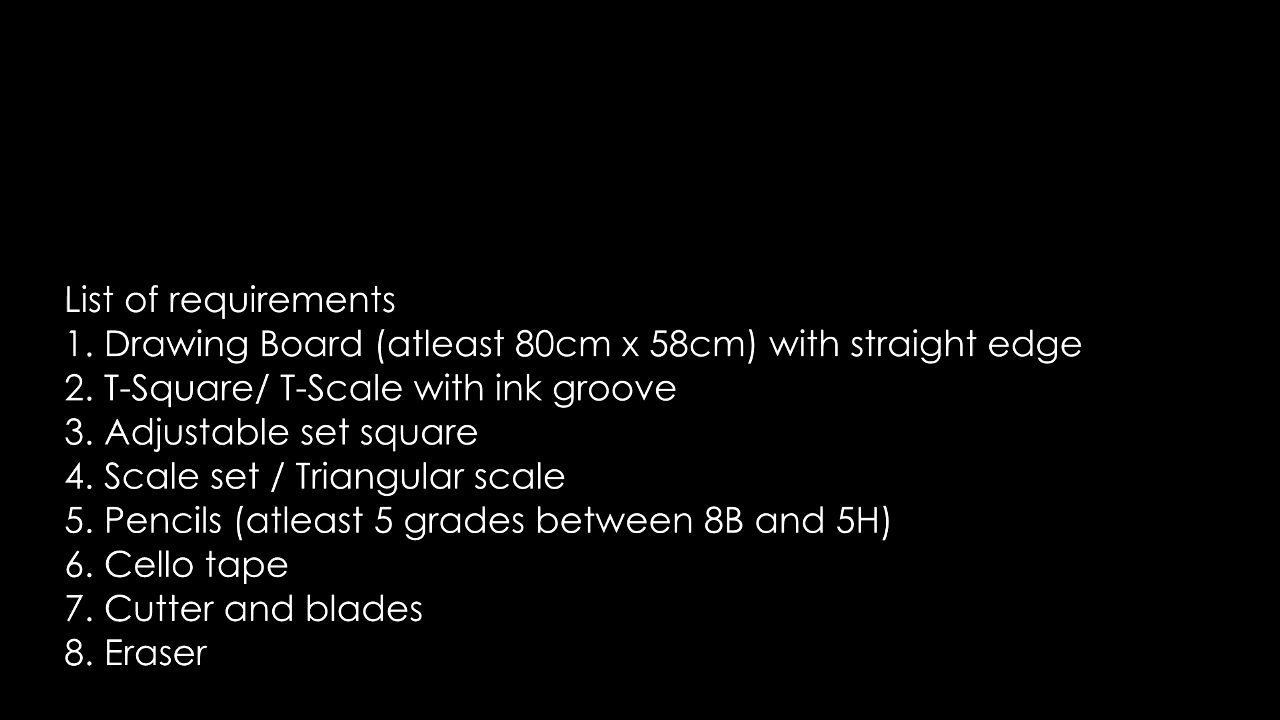 List of requirements
1. Drawing Board (atleast 80cm x 58cm) with straight edge
2. T-Square/ T-Scale with ink groove
3. Adjustable set square
4. Scale set / Triangular scale
5. Pencils (atleast 5 grades between 8B and 5H)
6. Cello tape
7. Cutter and blades
8. Eraser